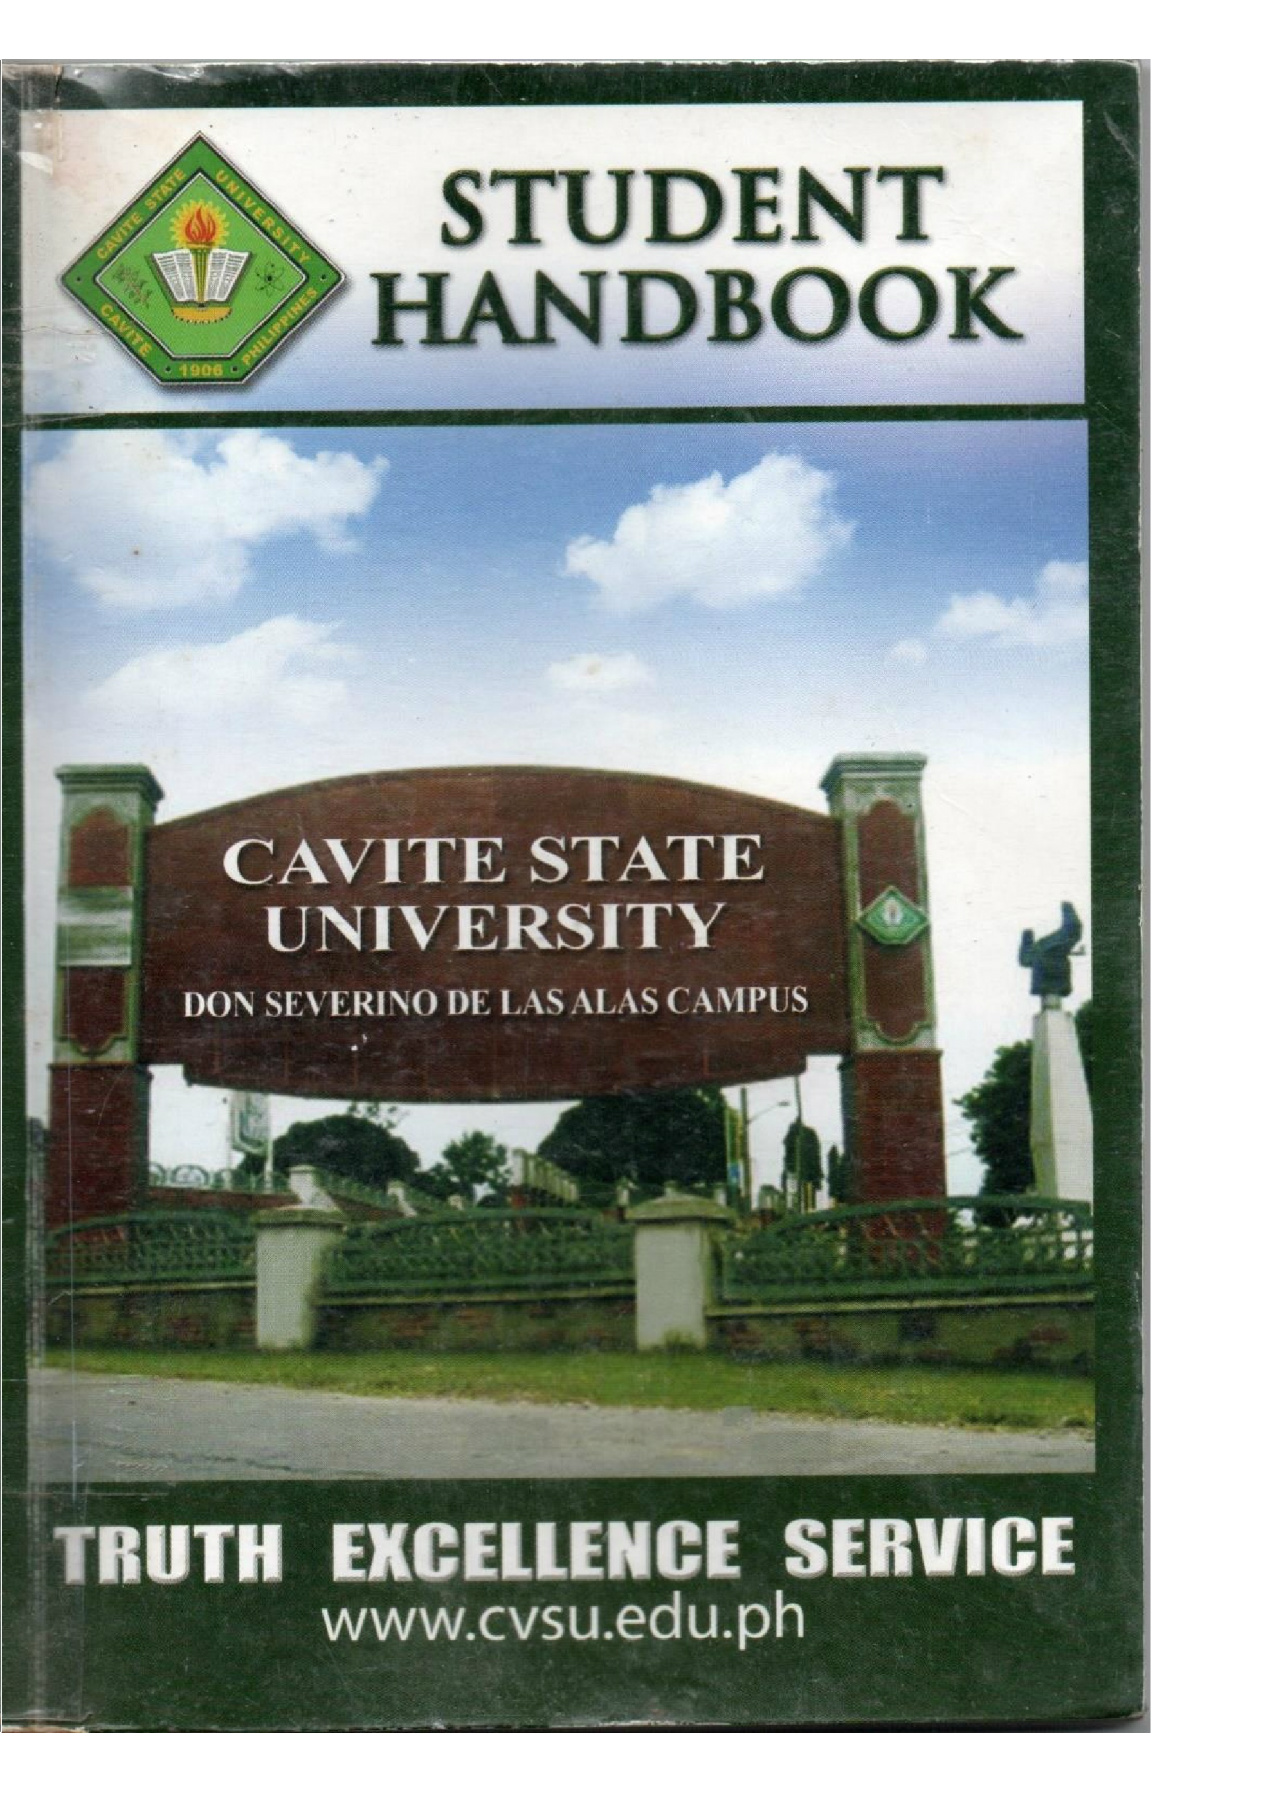 CAVITE STATE UNIVERSITY
CAVITE
1906
PHILIPPINES
STUDENT
HANDBOOK
CAVITE STATE
UNIVERSITY
DON SEVERINO DE LAS ALAS CAMPUS
TRUTH EXCELLENCE SERVICE
www.cvsu.edu.ph